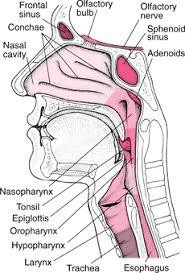 Frontal
sinus
Olfactory
bulb
Olfactory
nerve
Conchae
Sphenoid
sinus
Nasal
cavity
Adenoids
Nasopharynx
Tonsil
Epiglottis
Oropharynx
Hypopharynx
Larynx
Trachea
Esophagus